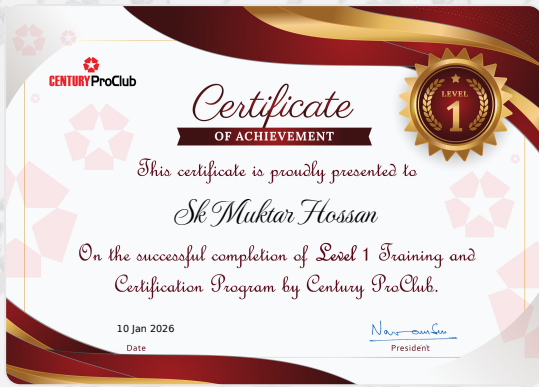 CENTURY ProClub
LEVEL
1
Certificate
OF ACHIEVEMENT
This certificate is proudly presented to
Sk Muktar Hossan
On the successful completion of Level 1 Training and
Certification Program by Century ProClub.
10 Jan 2026
Date
President